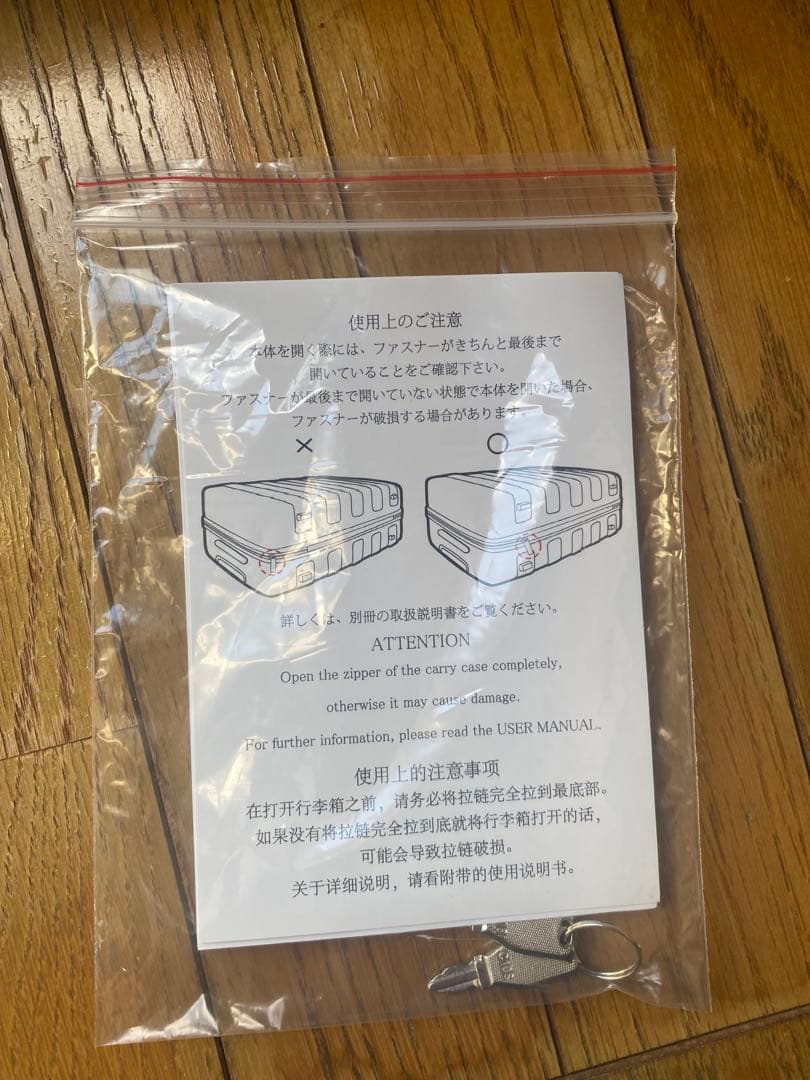 使用上のご注意
本体を開く際には、ファスナーがきちんと最後まで
開いていることをご確認下さい。
ファスナーが最後まで開いていない状態で本体を開いた場合、
ファスナーが破損する場合があります。
× ○
詳しくは、別冊の取扱説明書をご覧ください。
ATTENTION
Open the zipper of the carry case completely,
otherwise it may cause damage.
For further information, please read the USER MANUAL.
使用上的注意事项
在打开行李箱之前，请务必将拉链完全拉到最底部。
如果没有将拉链完全拉到底就将行李箱打开的话，
可能会导致拉链破损。
关于详细说明，请看附带的使用说明书。